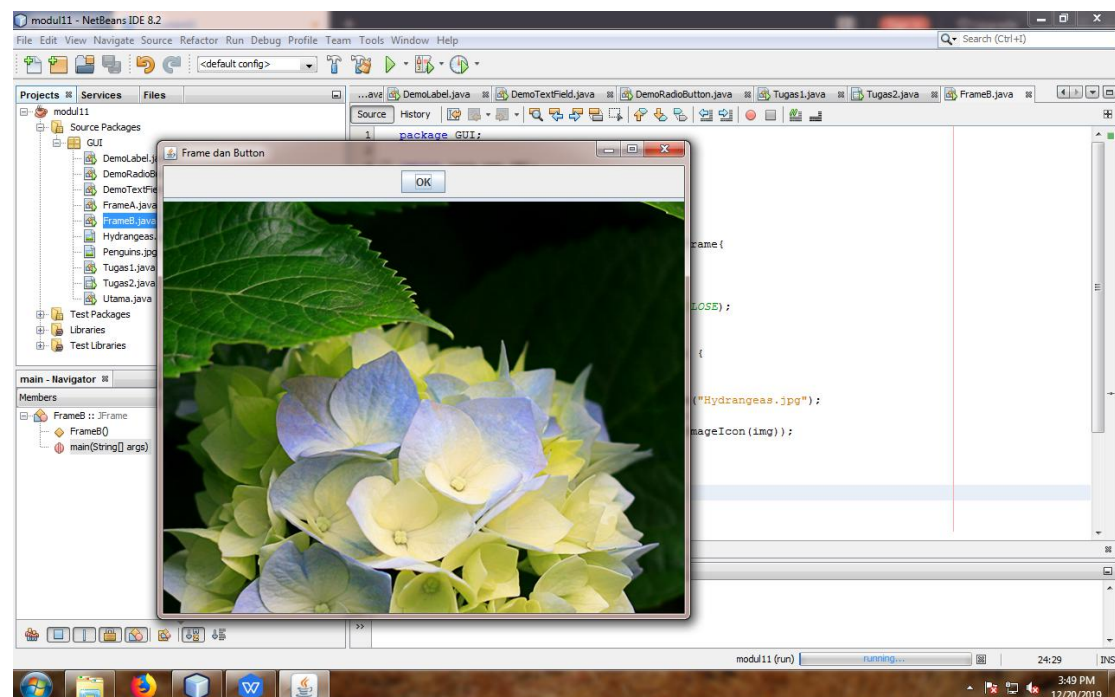 modul11 - NetBeans IDE 8.2
File Edit View Navigate Source Refactor Run Debug Profile Team Tools Window Help
Search (Ctrl+I)
<default config>
Projects Services Files
...ava DemoLabel.java DemoTextField.java DemoRadioButton.java Tugas1.java Tugas2.java FrameB.java
Source History
modul11
Source Packages
GUI
DemoLabel.j
DemoRadioB
DemoTextFie
FrameA.java
FrameB.java
Hydrangeas.
Penguins.jpg
Tugas1.java
Tugas2.java
Utama.java
Test Packages
Libraries
Test Libraries
main - Navigator
Members
FrameB :: JFrame
FrameB()
main(String[] args)
Frame dan Button
OK
1 package GUI;
rame{
LOSE);
{
("Hydrangeas.jpg");
mageIcon(img));
>>
modul11 (run) running... 24:29 INS
3:49 PM
12/20/2019